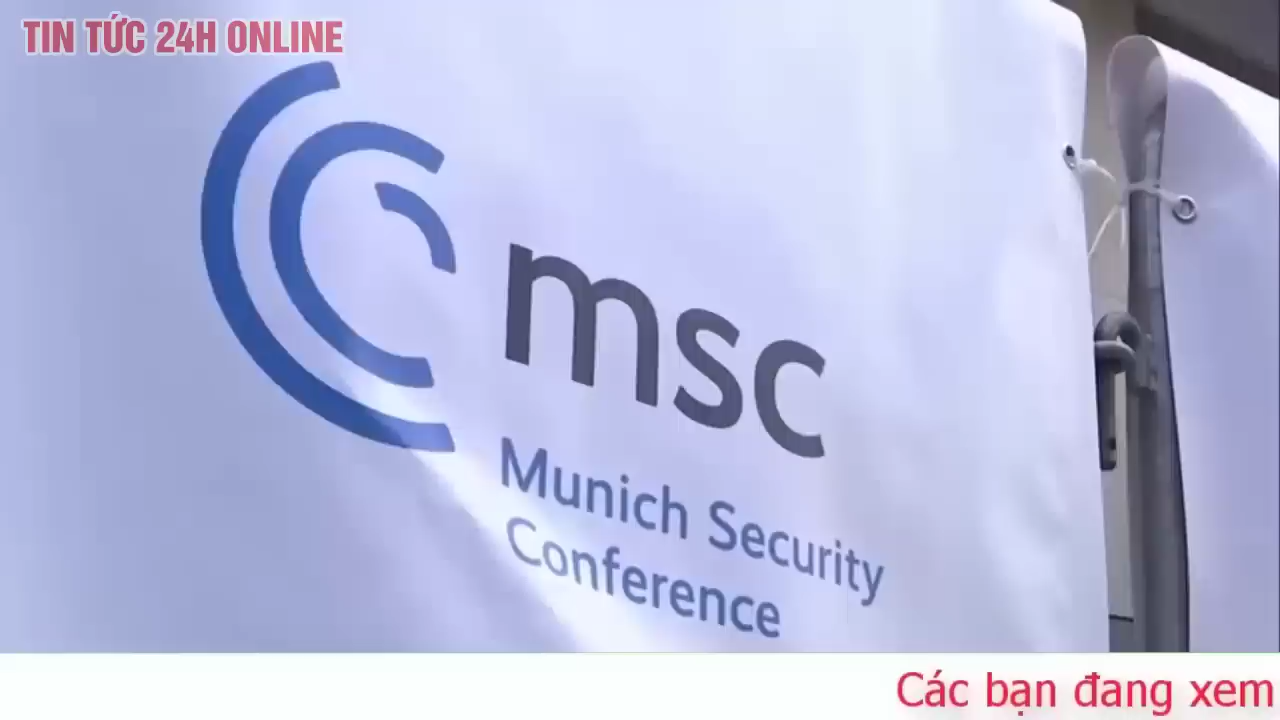 TIN TỨC 24H ONLINE
msc
Munich Security
Conference
Các bạn đang xem